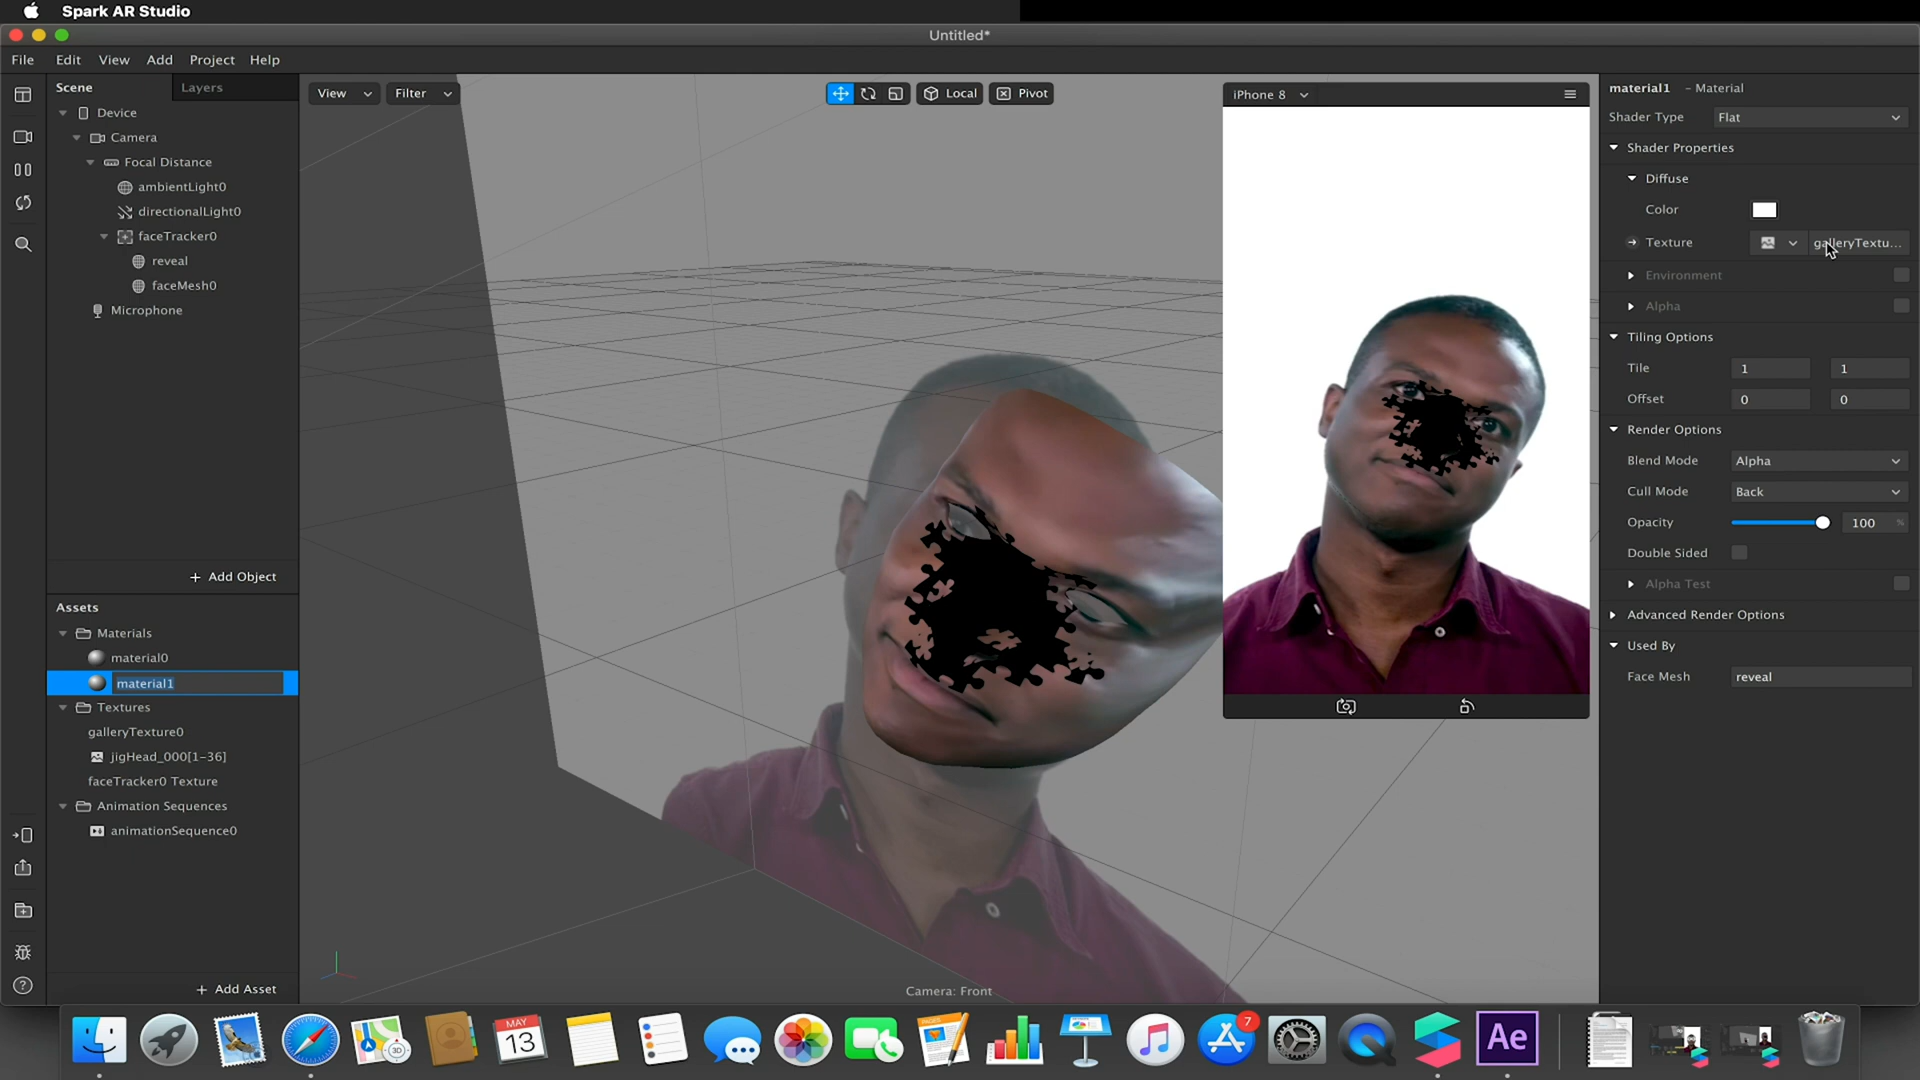 Spark AR Studio
Untitled*
File Edit View Add Project Help
Scene Layers
Device
Camera
Focal Distance
ambientLight0
directionalLight0
faceTracker0
reveal
faceMesh0
Microphone
+ Add Object
Assets
Materials
material0
material1
Textures
galleryTexture0
jigHead_000[1-36]
faceTracker0 Texture
Animation Sequences
animationSequence0
+ Add Asset
View Filter Local Pivot
Camera: Front
iPhone 8
material1 - Material
Shader Type Flat
Shader Properties
Diffuse
Color
Texture galleryTextu...
Environment
Alpha
Tiling Options
Tile 1 1
Offset 0 0
Render Options
Blend Mode Alpha
Cull Mode Back
Opacity 100 %
Double Sided
Alpha Test
Advanced Render Options
Used By
Face Mesh reveal
3D
MAY
13
7
Ae